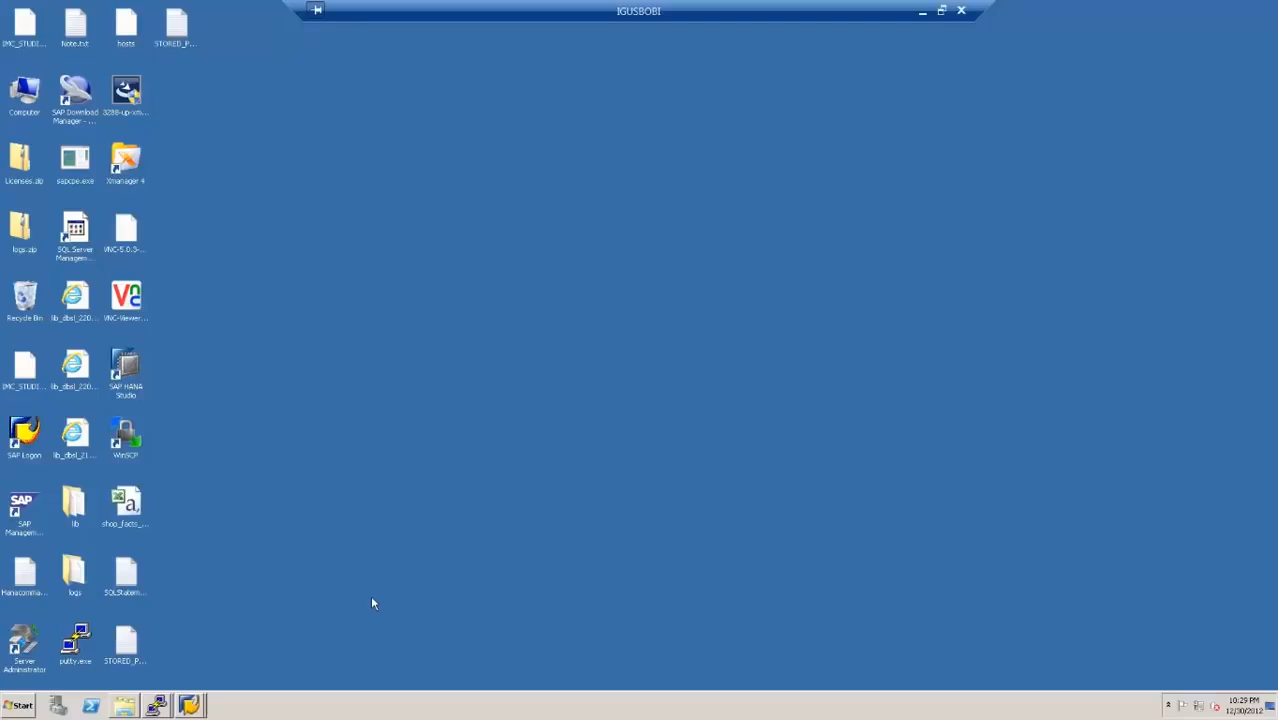 IGUSBOBI
IMC_STUDI...
Note.txt
hosts
STORED_P...
Computer
SAP Download
Manager - ...
3288-up-xm...
Licenses.zip
sapcpe.exe
Xmanager 4
logs.zip
SQL Server
Managem...
VNC-5.0.3-...
Recycle Bin
lib_dbsl_220...
VNC-Viewer...
IMC_STUDI...
lib_dbsl_220...
SAP HANA
Studio
SAP Logon
lib_dbsl_21...
WinSCP
SAP
Managem...
lib
shop_facts_...
Hanacomma...
logs
SQLStatem...
Server
Administrator
putty.exe
STORED_P...
Start
10:29 PM
12/30/2012